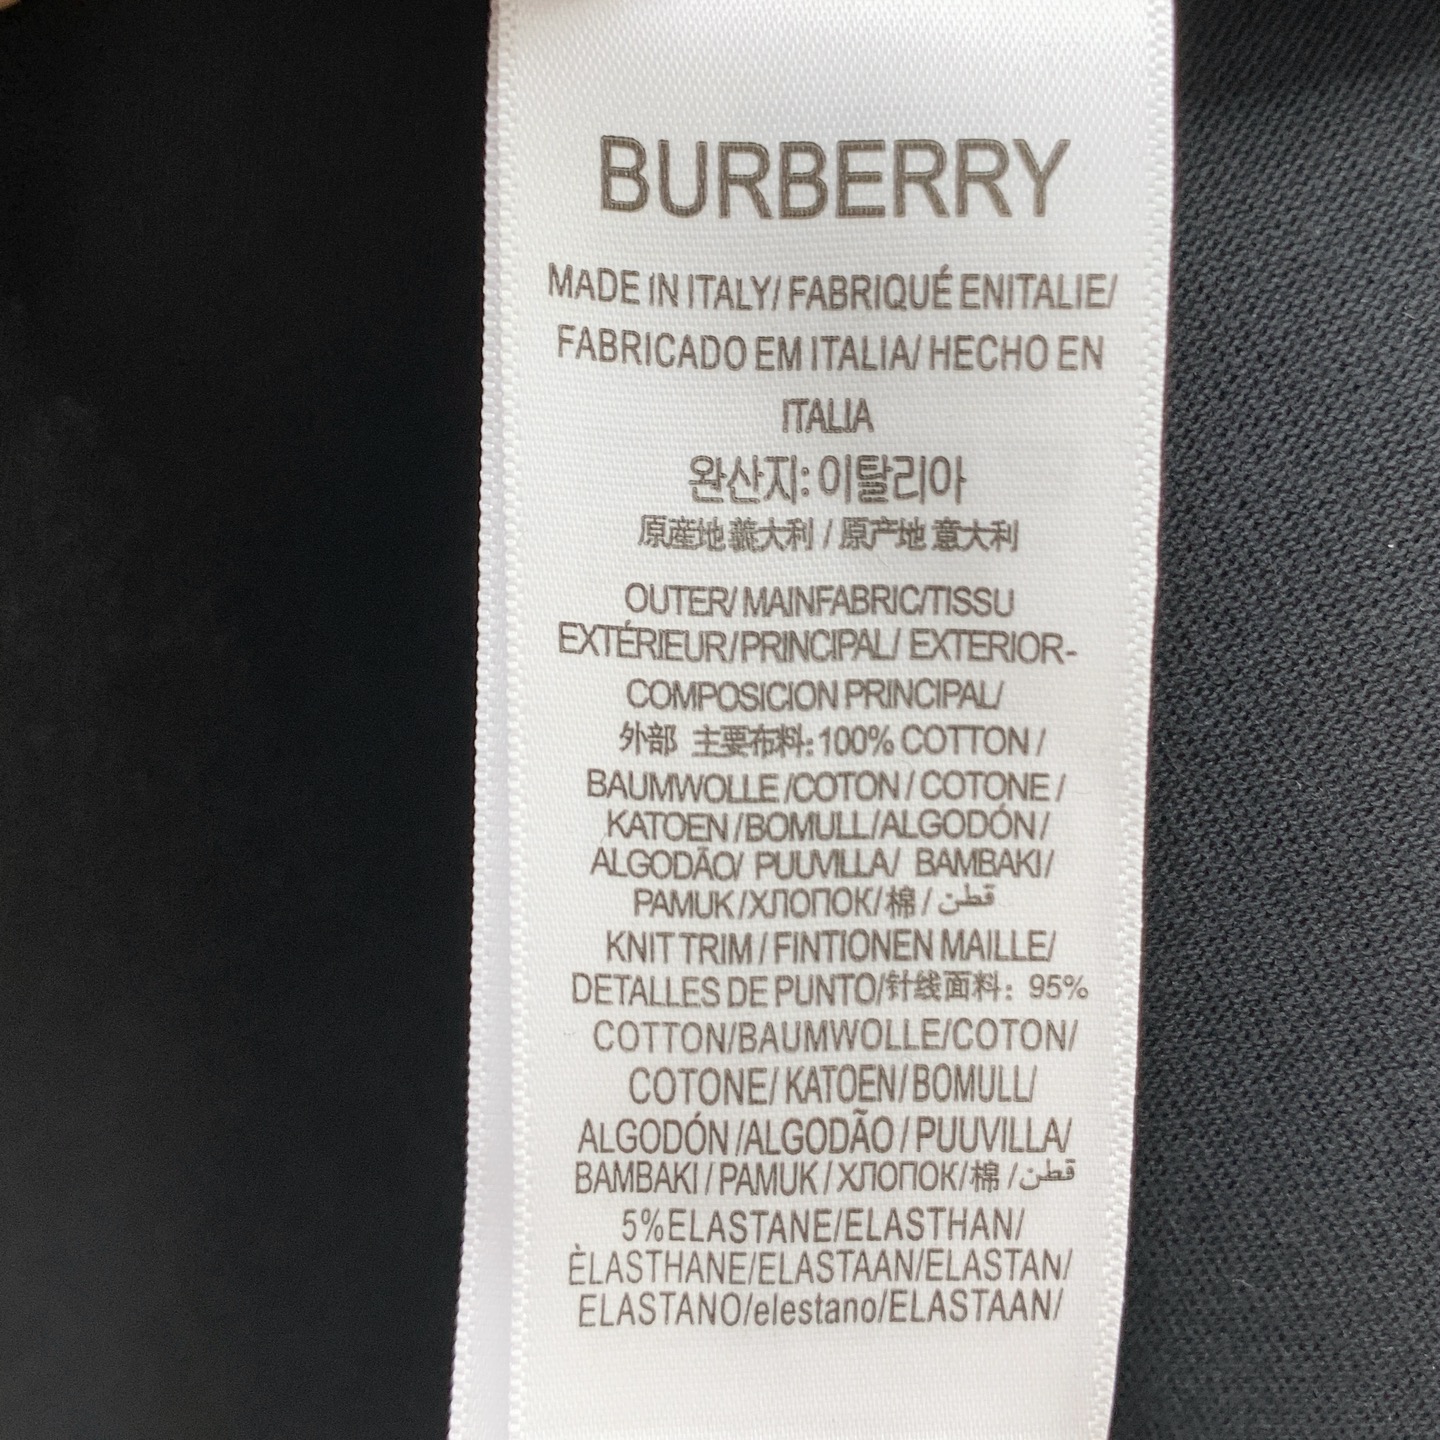 BURBERRY
MADE IN ITALY/ FABRIQUÉ ENITALIE/
FABRICADO EM ITALIA/ HECHO EN
ITALIA
완산지: 이탈리아
原産地 義大利 / 原产地 意大利
OUTER/ MAINFABRIC/TISSU
EXTÉRIEUR/PRINCIPAL/ EXTERIOR-
COMPOSICION PRINCIPAL/
外部 主要布料: 100% COTTON /
BAUMWOLLE /COTON / COTONE /
KATOEN /BOMULL/ALGODÓN /
ALGODÃO/ PUUVILLA/ BAMBAKI/
PAMUK /ХЛОПОК/棉 / قطن
KNIT TRIM / FINTIONEN MAILLE/
DETALLES DE PUNTO/针线面料: 95%
COTTON/BAUMWOLLE/COTON/
COTONE/ KATOEN/ BOMULL/
ALGODÓN /ALGODÃO / PUUVILLA/
BAMBAKI / PAMUK / ХЛОПОК/棉 /قطن
5%ELASTANE/ELASTHAN/
ÈLASTHANE/ELASTAAN/ELASTAN/
ELASTANO/elestano/ELASTAAN/